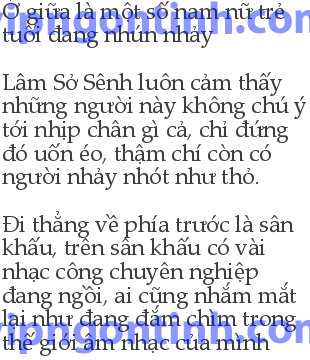 Ở giữa là một số nam nữ trẻ
tuổi đang nhún nhảy
Lâm Sở Sênh luôn cảm thấy
những người này không chú ý
tới nhịp chân gì cả, chỉ đứng
đó uốn éo, thậm chí còn có
người nhảy nhót như thỏ.
Đi thẳng về phía trước là sân
khấu, trên sân khấu có vài
nhạc công chuyên nghiệp
đang ngồi, ai cũng nhắm mắt
lại như đang đắm chìm trong
thế giới âm nhạc của mình
vipngontinh.com
vipngontinh.com